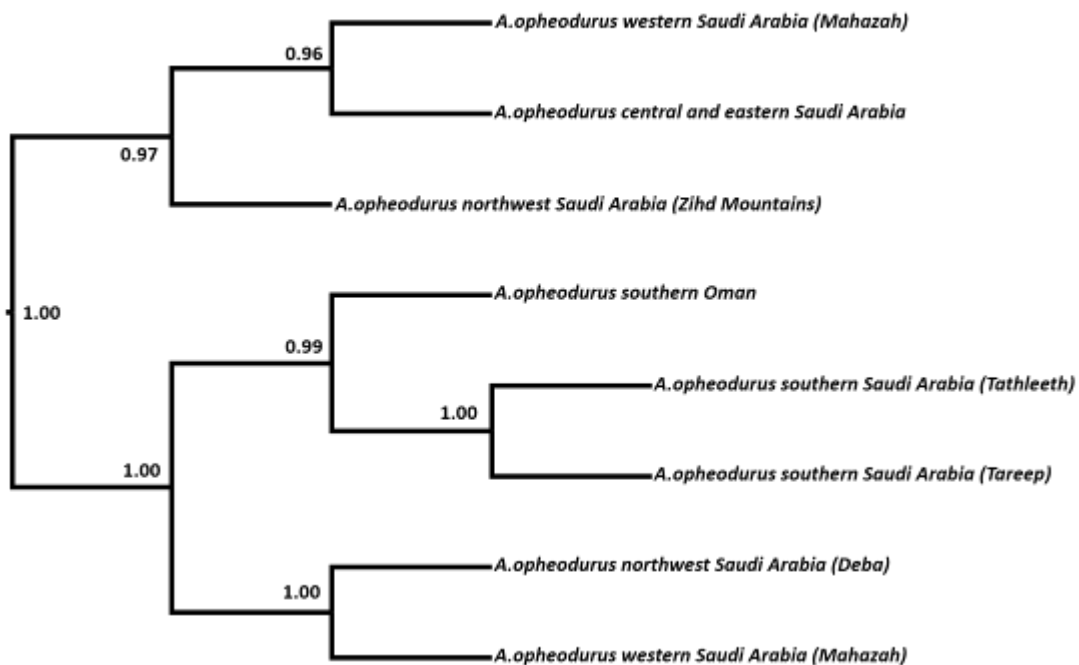 A.opheodurus western Saudi Arabia (Mahazah)
0.96
A.opheodurus central and eastern Saudi Arabia
0.97
A.opheodurus northwest Saudi Arabia (Zihd Mountains)
A.opheodurus southern Oman
1.00
0.99
A.opheodurus southern Saudi Arabia (Tathleeth)
1.00
1.00
A.opheodurus southern Saudi Arabia (Tareep)
A.opheodurus northwest Saudi Arabia (Deba)
1.00
A.opheodurus western Saudi Arabia (Mahazah)